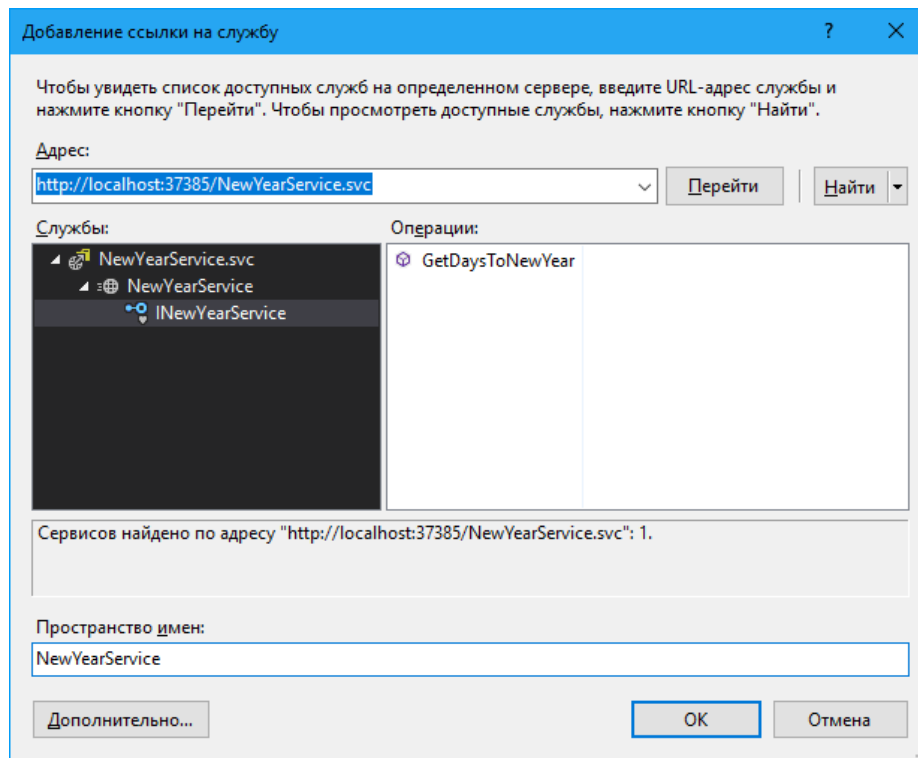 Добавление ссылки на службу
?
Чтобы увидеть список доступных служб на определенном сервере, введите URL-адрес службы и
нажмите кнопку "Перейти". Чтобы просмотреть доступные службы, нажмите кнопку "Найти".
Адрес:
http://localhost:37385/NewYearService.svc
Перейти
Найти
Службы:
Операции:
NewYearService.svc
GetDaysToNewYear
NewYearService
INewYearService
Сервисов найдено по адресу "http://localhost:37385/NewYearService.svc": 1.
Пространство имен:
NewYearService
Дополнительно...
ОК
Отмена